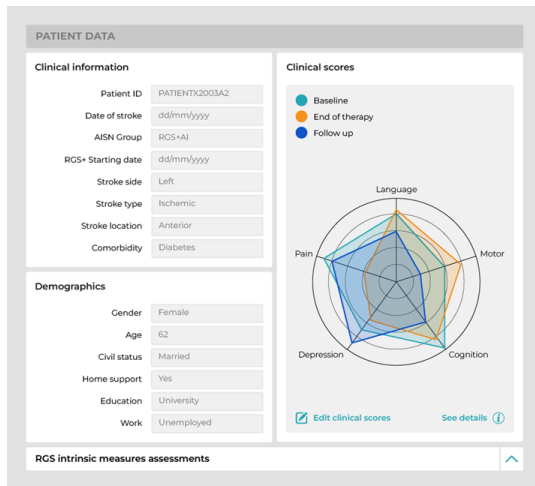 PATIENT DATA
Clinical information
Patient ID PATIENTX2003A2
Date of stroke dd/mm/yyyy
AISN Group RGS+AI
RGS+ Starting date dd/mm/yyyy
Stroke side Left
Stroke type Ischemic
Stroke location Anterior
Comorbidity Diabetes
Demographics
Gender Female
Age 62
Civil status Married
Home support Yes
Education University
Work Unemployed
Clinical scores
Baseline
End of therapy
Follow up
Language
Pain Motor
Depression Cognition
Edit clinical scores See details i
RGS intrinsic measures assessments